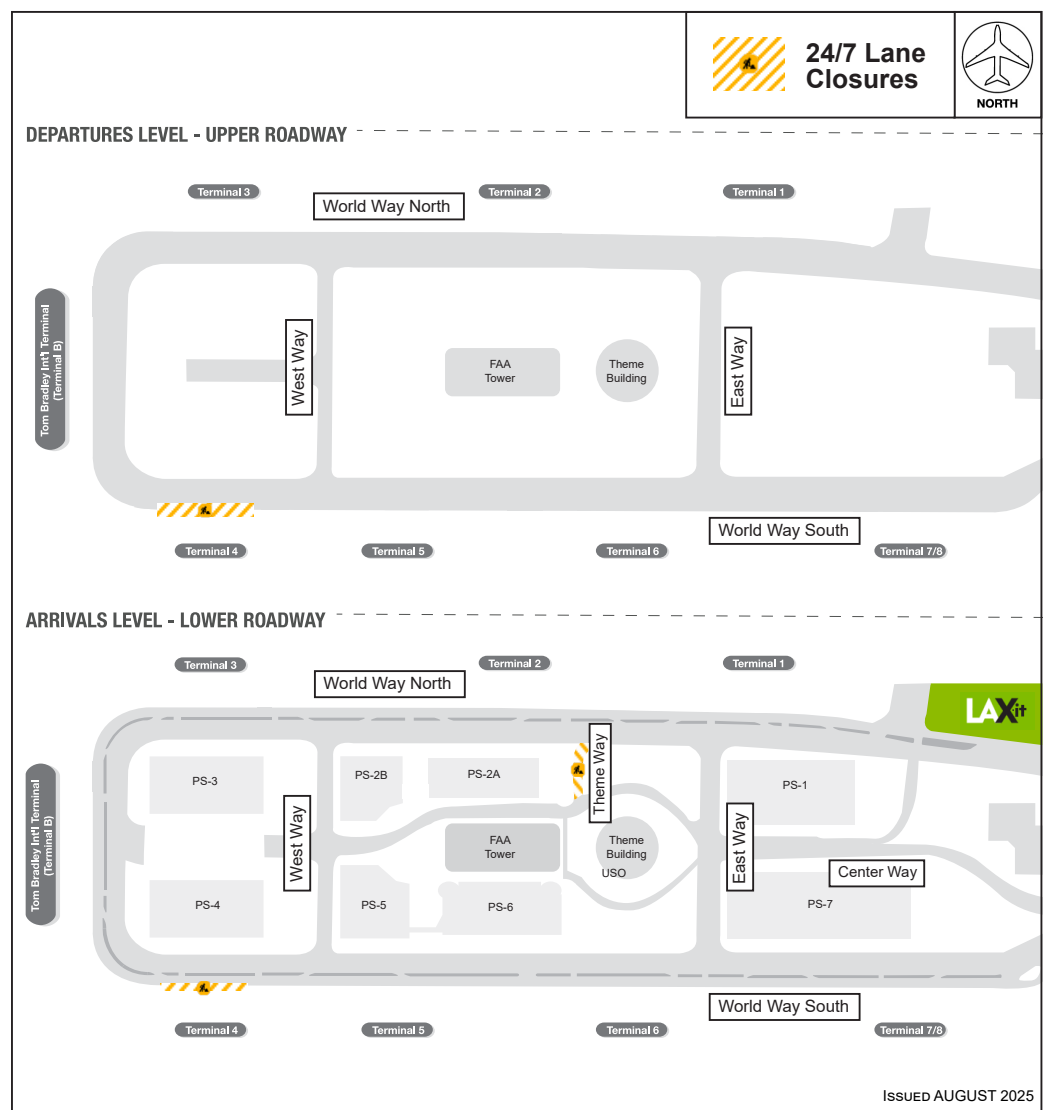 24/7 Lane
Closures
NORTH
DEPARTURES LEVEL - UPPER ROADWAY
Terminal 3
Terminal 2
Terminal 1
World Way North
Tom Bradley Int'l Terminal
(Terminal B)
West Way
FAA
Tower
Theme
Building
East Way
World Way South
Terminal 4
Terminal 5
Terminal 6
Terminal 7/8
ARRIVALS LEVEL - LOWER ROADWAY
Terminal 3
Terminal 2
Terminal 1
World Way North
LAXit
Tom Bradley Int'l Terminal
(Terminal B)
PS-3
PS-2B
PS-2A
Theme Way
PS-1
West Way
FAA
Tower
Theme
Building
USO
East Way
Center Way
PS-4
PS-5
PS-6
PS-7
World Way South
Terminal 4
Terminal 5
Terminal 6
Terminal 7/8
ISSUED AUGUST 2025